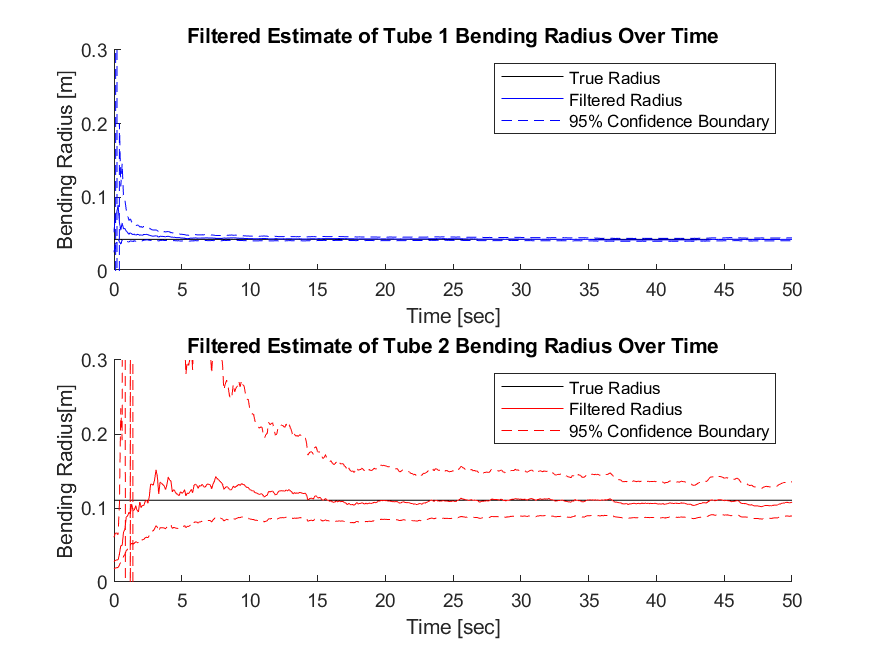 Filtered Estimate of Tube 1 Bending Radius Over Time
0.3
0.2
0.1
0
Bending Radius [m]
True Radius
Filtered Radius
95% Confidence Boundary
0 5 10 15 20 25 30 35 40 45 50
Time [sec]
Filtered Estimate of Tube 2 Bending Radius Over Time
0.3
0.2
0.1
0
Bending Radius[m]
True Radius
Filtered Radius
95% Confidence Boundary
0 5 10 15 20 25 30 35 40 45 50
Time [sec]